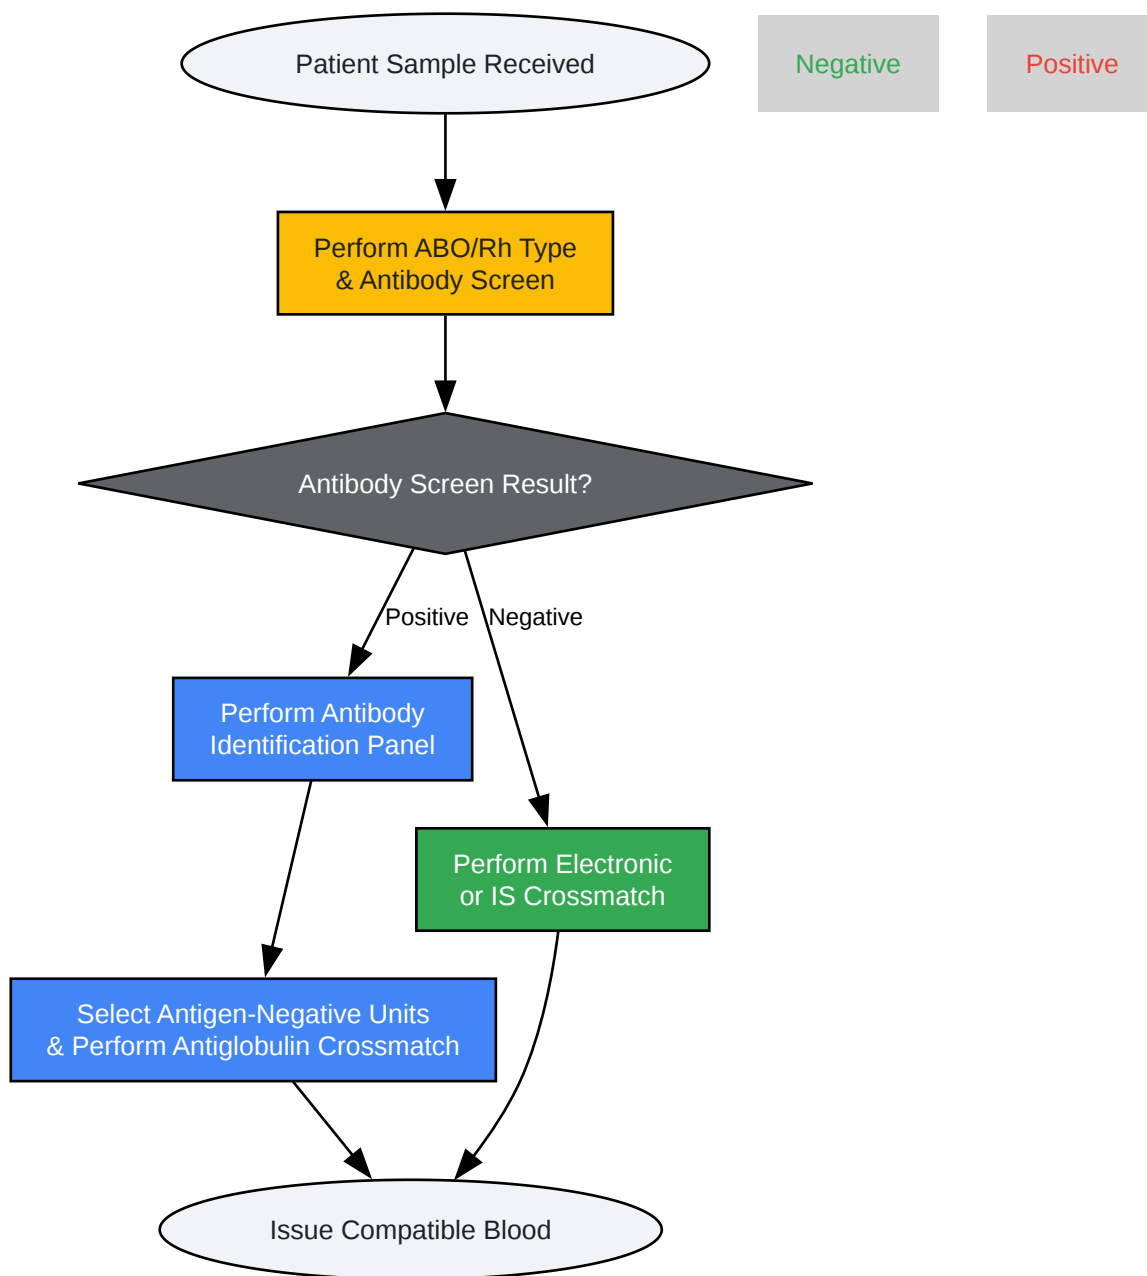 Patient Sample Received
Negative
Positive
Perform ABO/Rh Type
& Antibody Screen
Antibody Screen Result?
Positive
Negative
Perform Antibody
Identification Panel
Perform Electronic
or IS Crossmatch
Select Antigen-Negative Units
& Perform Antiglobulin Crossmatch
Issue Compatible Blood